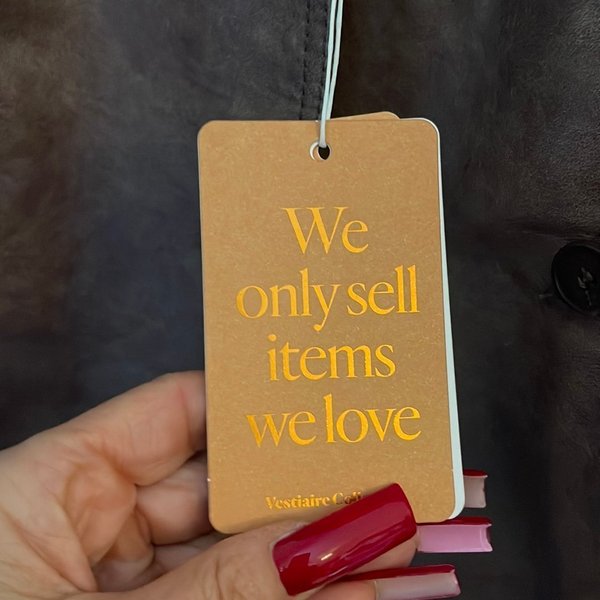 We
only sell
items
we love
Vestiaire